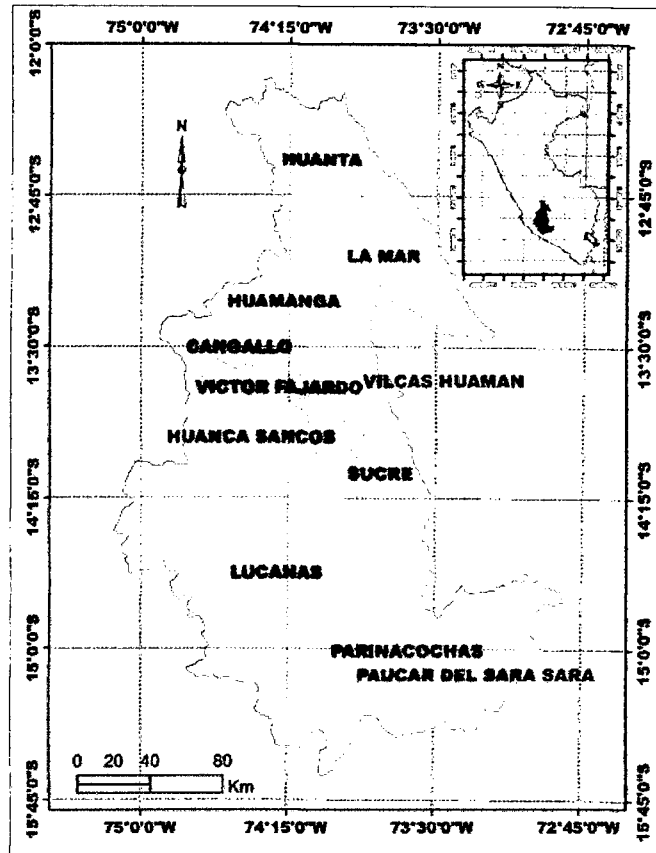 75°0'0"W 74°15'0"W 73°30'0"W 72°45'0"W
12°0'0"S
N
HUANTA
12°45'0"S 12°45'0"S
LA MAR
HUAMANGA
13°30'0"S 13°30'0"S
CANGALLO
VICTOR FAJARDO VILCAS HUAMAN
HUANCA SANCOS
SUCRE
14°15'0"S 14°15'0"S
LUCANAS
15°0'0"S 15°0'0"S
PARINACOCHAS
PAUCAR DEL SARA SARA
0 20 40 80
Km
15°45'0"S 15°45'0"S
75°0'0"W 74°15'0"W 73°30'0"W 72°45'0"W